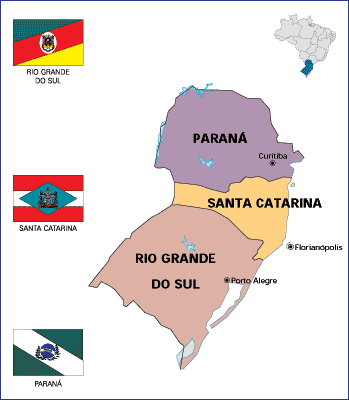 RIO GRANDE
DO SUL
SANTA CATARINA
PARANÁ
PARANÁ
Curitiba
SANTA CATARINA
Florianópolis
RIO GRANDE
DO SUL
Porto Alegre